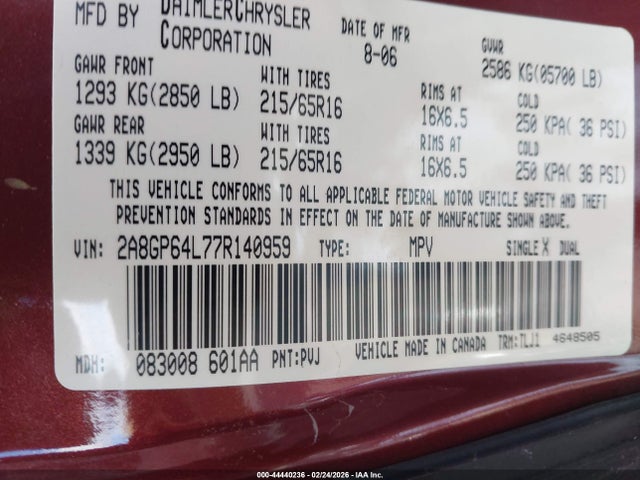 MFD BY DAIMLERCHRYSLER CORPORATION DATE OF MFR 8-06 GVWR 2586 KG(05700 LB)
GAWR FRONT WITH TIRES RIMS AT COLD
1293 KG(2850 LB) 215/65R16 16X6.5 250 KPA( 36 PSI)
GAWR REAR WITH TIRES RIMS AT COLD
1339 KG(2950 LB) 215/65R16 16X6.5 250 KPA( 36 PSI)
THIS VEHICLE CONFORMS TO ALL APPLICABLE FEDERAL MOTOR VEHICLE SAFETY AND THEFT
PREVENTION STANDARDS IN EFFECT ON THE DATE OF MANUFACTURE SHOWN ABOVE.
VIN: 2A8GP64L77R140959 TYPE: MPV SINGLE X DUAL
MDH: 083008 601AA PNT:PVJ VEHICLE MADE IN CANADA TRM:TLJ1 4648505
000-44440236 - 02/24/2026 - IAA Inc.